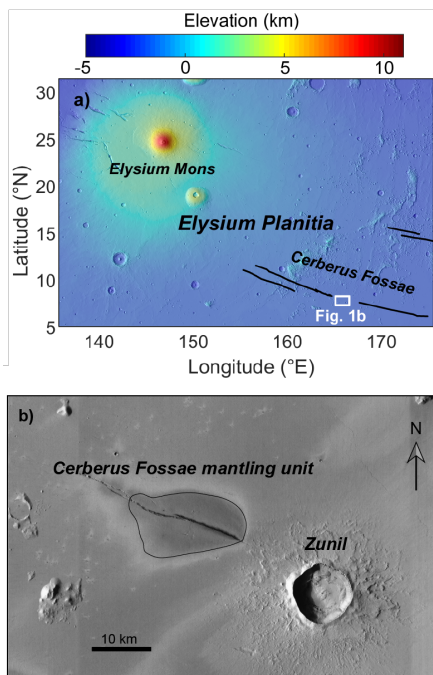 Elevation (km)
-5 0 5 10
a)
30
25
20
15
10
5
Latitude (°N)
Elysium Mons
Elysium Planitia
Cerberus Fossae
Fig. 1b
140 150 160 170
Longitude (°E)
b)
N
Cerberus Fossae mantling unit
Zunil
10 km